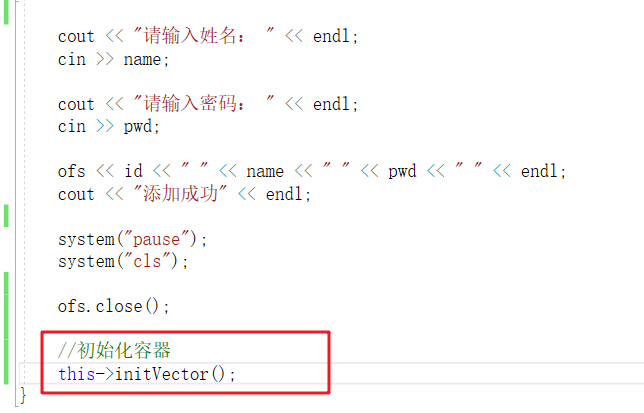 cout << "请输入姓名： " << endl;
cin >> name;
cout << "请输入密码： " << endl;
cin >> pwd;
ofs << id << " " << name << " " << pwd << " " << endl;
cout << "添加成功" << endl;
system("pause");
system("cls");
ofs.close();
//初始化容器
this->initVector();
}